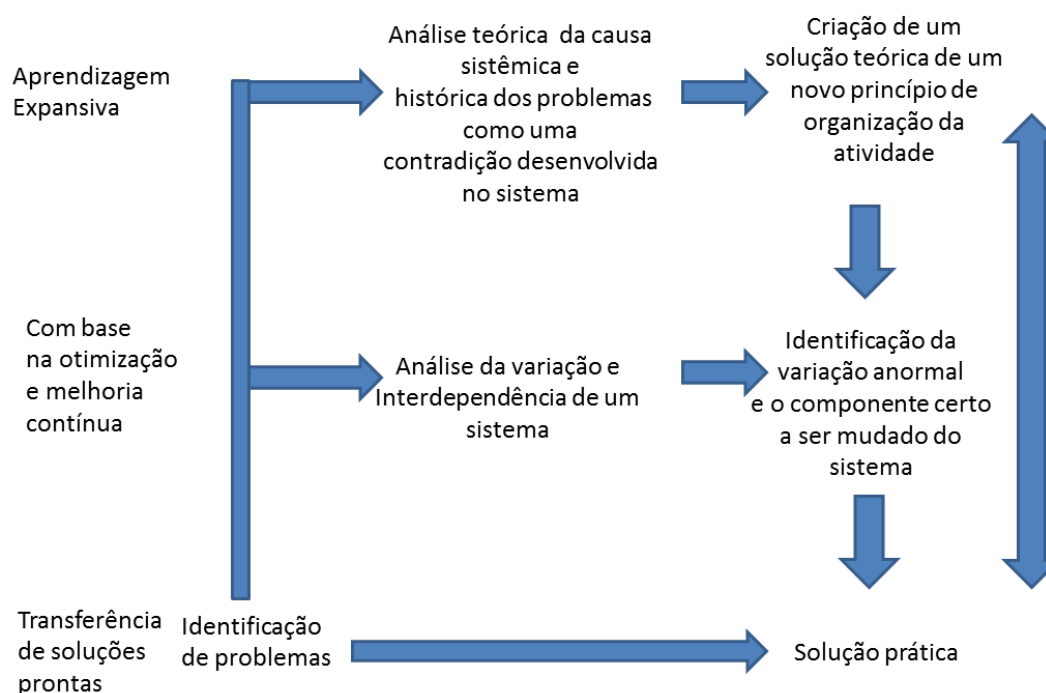 Aprendizagem
Expansiva
Análise teórica da causa
sistêmica e
histórica dos problemas
como uma
contradição desenvolvida
no sistema
Criação de um
solução teórica de um
novo princípio de
organização da
atividade
Com base
na otimização
e melhoria
contínua
Análise da variação e
Interdependência de um
sistema
Identificação da
variação anormal
e o componente certo
a ser mudado do
sistema
Transferência
de soluções
prontas
Identificação
de problemas
Solução prática